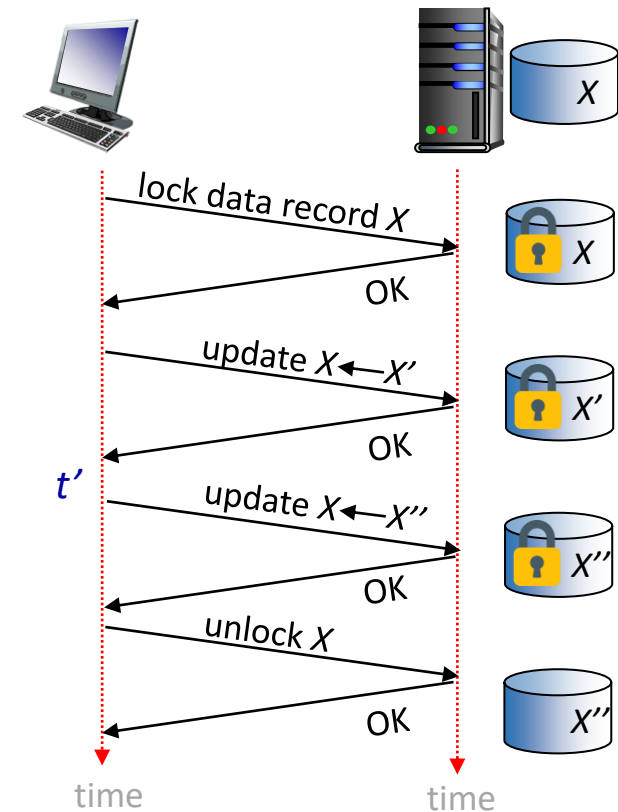 X
lock data record X
X
OK
update X←X’
X’
OK
t’
update X←X’’
X’’
OK
unlock X
X’’
OK
time
time